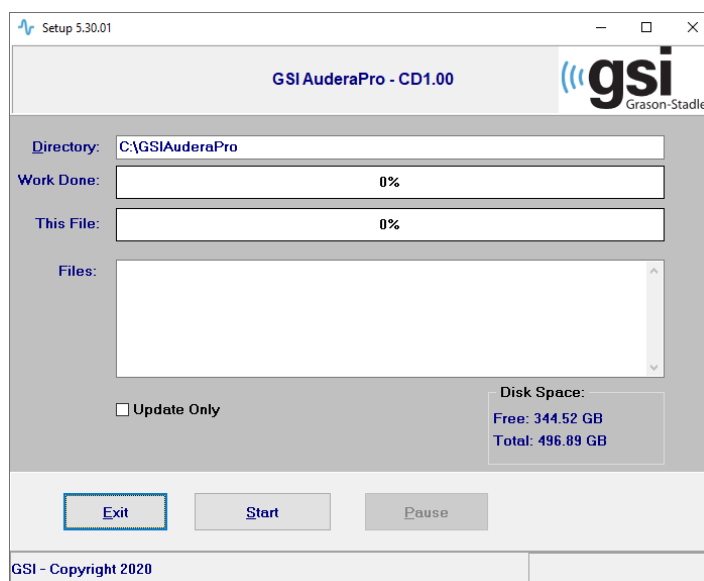 Setup 5.30.01
GSI AuderaPro - CD1.00
gsi
Grason-Stadle
Directory: C:\GSIAuderaPro
Work Done: 0%
This File: 0%
Files:
Update Only
Disk Space:
Free: 344.52 GB
Total: 496.89 GB
Exit Start Pause
GSI - Copyright 2020